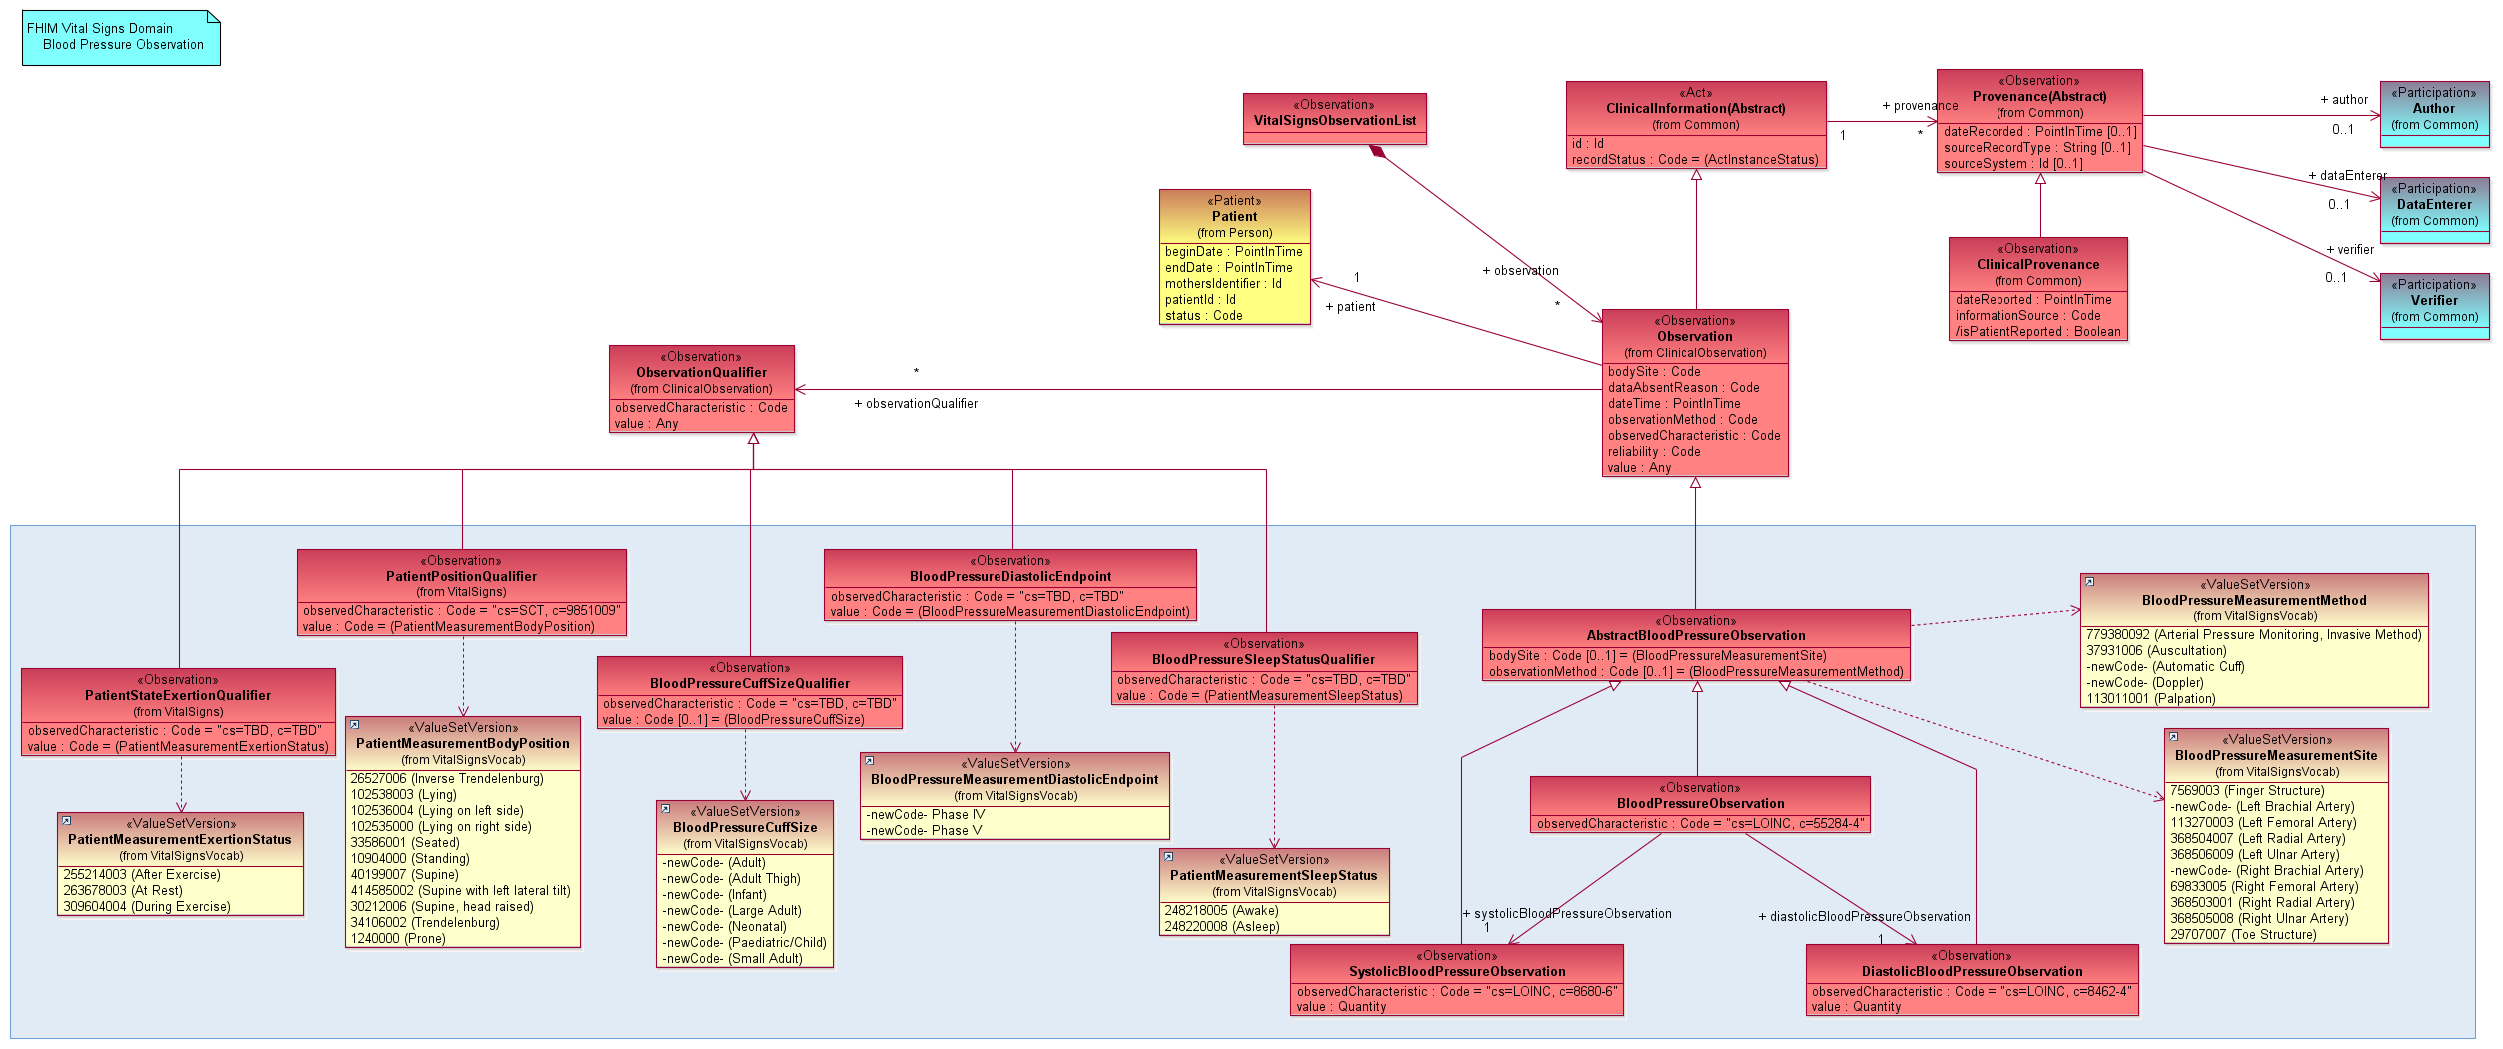 FHIM Vital Signs Domain
Blood Pressure Observation
«Observation»
VitalSignsObservationList
«Act»
ClinicalInformation(Abstract)
(from Common)
id : Id
recordStatus : Code = (ActInstanceStatus)
+ provenance
1
*
«Observation»
Provenance(Abstract)
(from Common)
dateRecorded : PointInTime [0..1]
sourceRecordType : String [0..1]
sourceSystem : Id [0..1]
+ author
0..1
«Participation»
Author
(from Common)
+ dataEnterer
0..1
«Participation»
DataEnterer
(from Common)
+ verifier
0..1
«Participation»
Verifier
(from Common)
«Patient»
Patient
(from Person)
beginDate : PointInTime
endDate : PointInTime
mothersIdentifier : Id
patientId : Id
status : Code
1
+ patient
+ observation
*
«Observation»
ClinicalProvenance
(from Common)
dateReported : PointInTime
informationSource : Code
/isPatientReported : Boolean
«Observation»
Observation
(from ClinicalObservation)
bodySite : Code
dataAbsentReason : Code
dateTime : PointInTime
observationMethod : Code
observedCharacteristic : Code
reliability : Code
value : Any
«Observation»
ObservationQualifier
(from ClinicalObservation)
observedCharacteristic : Code
value : Any
*
+ observationQualifier
«Observation»
PatientPositionQualifier
(from VitalSigns)
observedCharacteristic : Code = "cs=SCT, c=9851009"
value : Code = (PatientMeasurementBodyPosition)
«Observation»
BloodPressureDiastolicEndpoint
observedCharacteristic : Code = "cs=TBD, c=TBD"
value : Code = (BloodPressureMeasurementDiastolicEndpoint)
«Observation»
PatientStateExertionQualifier
(from VitalSigns)
observedCharacteristic : Code = "cs=TBD, c=TBD"
value : Code = (PatientMeasurementExertionStatus)
«Observation»
BloodPressureCuffSizeQualifier
observedCharacteristic : Code = "cs=TBD, c=TBD"
value : Code [0..1] = (BloodPressureCuffSize)
«Observation»
BloodPressureSleepStatusQualifier
observedCharacteristic : Code = "cs=TBD, c=TBD"
value : Code = (PatientMeasurementSleepStatus)
«Observation»
AbstractBloodPressureObservation
bodySite : Code [0..1] = (BloodPressureMeasurementSite)
observationMethod : Code [0..1] = (BloodPressureMeasurementMethod)
«ValueSetVersion»
BloodPressureMeasurementMethod
(from VitalSignsVocab)
779380092 (Arterial Pressure Monitoring, Invasive Method)
37931006 (Auscultation)
-newCode- (Automatic Cuff)
-newCode- (Doppler)
113011001 (Palpation)
«ValueSetVersion»
PatientMeasurementExertionStatus
(from VitalSignsVocab)
255214003 (After Exercise)
263678003 (At Rest)
309604004 (During Exercise)
«ValueSetVersion»
PatientMeasurementBodyPosition
(from VitalSignsVocab)
26527006 (Inverse Trendelenburg)
102538003 (Lying)
102536004 (Lying on left side)
102535000 (Lying on right side)
33586001 (Seated)
10904000 (Standing)
40199007 (Supine)
414585002 (Supine with left lateral tilt)
30212006 (Supine, head raised)
34106002 (Trendelenburg)
1240000 (Prone)
«ValueSetVersion»
BloodPressureCuffSize
(from VitalSignsVocab)
-newCode- (Adult)
-newCode- (Adult Thigh)
-newCode- (Infant)
-newCode- (Large Adult)
-newCode- (Neonatal)
-newCode- (Paediatric/Child)
-newCode- (Small Adult)
«ValueSetVersion»
BloodPressureMeasurementDiastolicEndpoint
(from VitalSignsVocab)
-newCode- Phase IV
-newCode- Phase V
«ValueSetVersion»
PatientMeasurementSleepStatus
(from VitalSignsVocab)
248218005 (Awake)
248220008 (Asleep)
«Observation»
BloodPressureObservation
observedCharacteristic : Code = "cs=LOINC, c=55284-4"
«ValueSetVersion»
BloodPressureMeasurementSite
(from VitalSignsVocab)
7569003 (Finger Structure)
-newCode- (Left Brachial Artery)
113270003 (Left Femoral Artery)
368504007 (Left Radial Artery)
368506009 (Left Ulnar Artery)
-newCode- (Right Brachial Artery)
69833005 (Right Femoral Artery)
368503001 (Right Radial Artery)
368505008 (Right Ulnar Artery)
29707007 (Toe Structure)
+ systolicBloodPressureObservation
1
+ diastolicBloodPressureObservation
1
«Observation»
SystolicBloodPressureObservation
observedCharacteristic : Code = "cs=LOINC, c=8680-6"
value : Quantity
«Observation»
DiastolicBloodPressureObservation
observedCharacteristic : Code = "cs=LOINC, c=8462-4"
value : Quantity